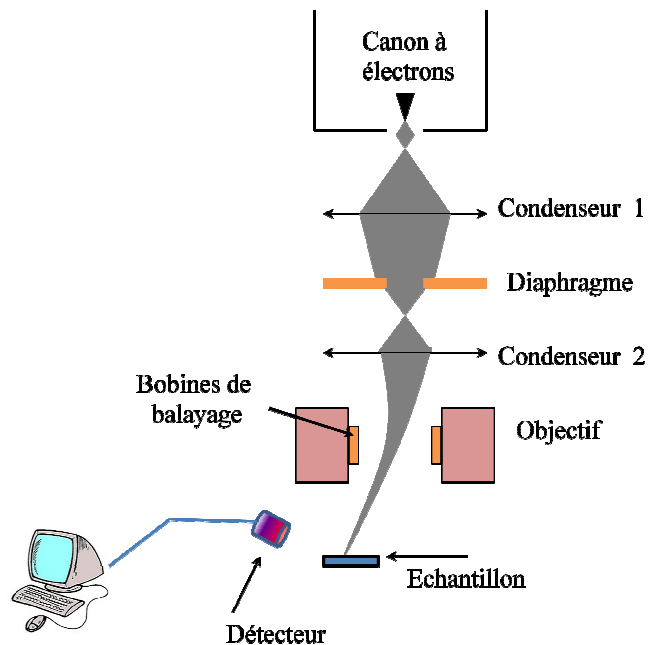 Canon à
électrons
Condenseur 1
Diaphragme
Condenseur 2
Bobines de
balayage
Objectif
Echantillon
Détecteur